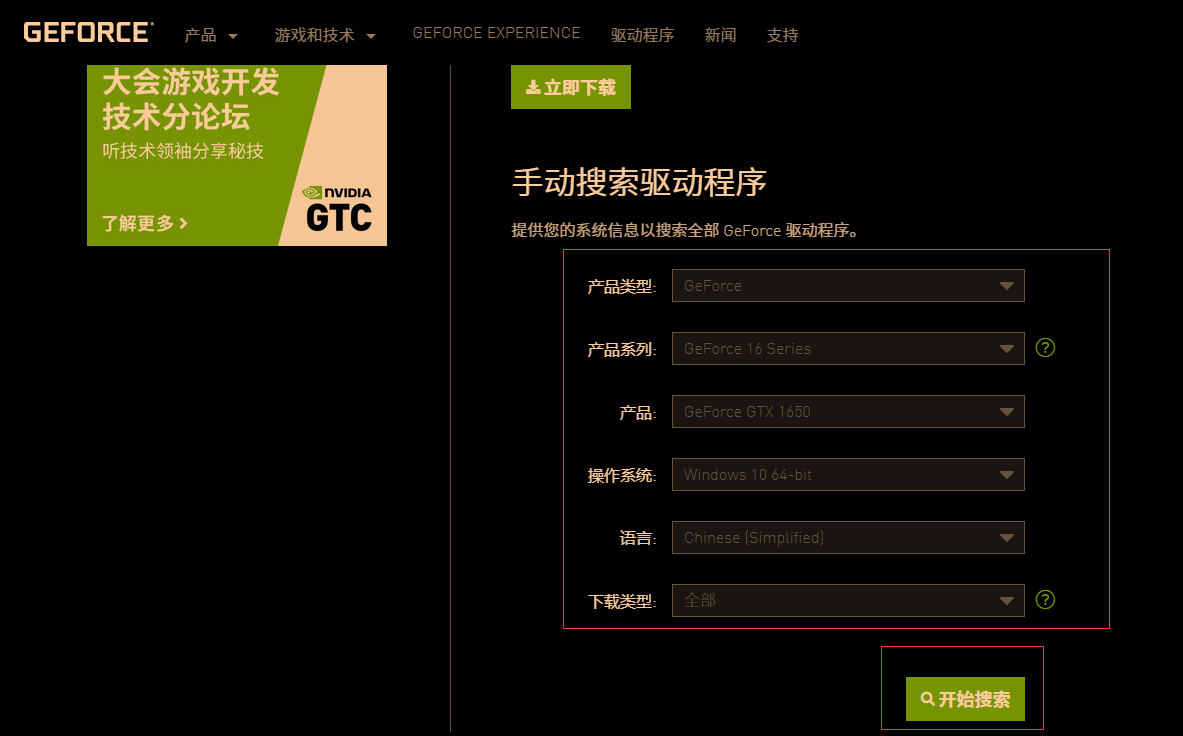 GEFORCE 产品 游戏和技术 GEFORCE EXPERIENCE 驱动程序 新闻 支持
大会游戏开发
技术分论坛
听技术领袖分享秘技
了解更多
NVIDIA
GTC
立即下载
手动搜索驱动程序
提供您的系统信息以搜索全部 GeForce 驱动程序。
产品类型: GeForce
产品系列: GeForce 16 Series ?
产品: GeForce GTX 1650
操作系统: Windows 10 64-bit
语言: Chinese (Simplified)
下载类型: 全部 ?
开始搜索